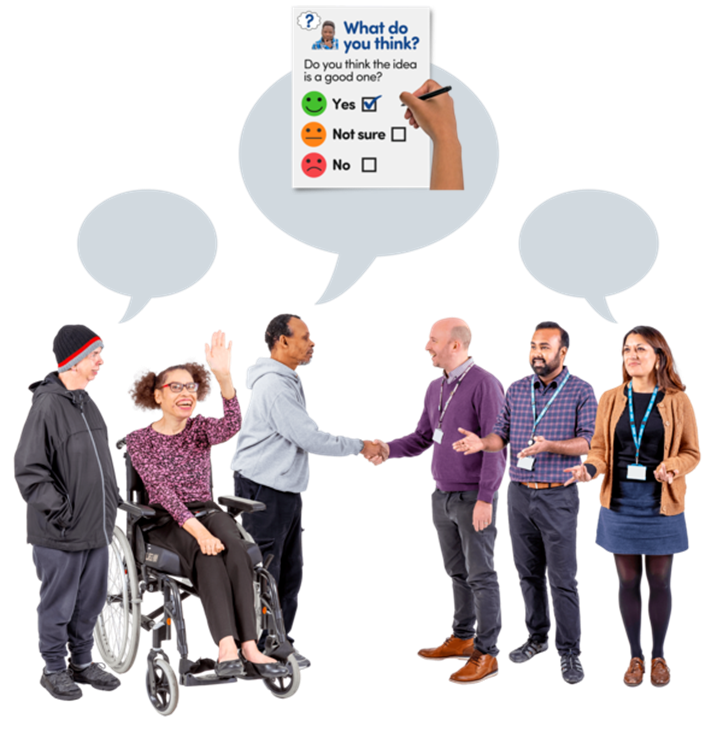 ?
What do
you think?
Do you think the idea
is a good one?
Yes
Not sure
No